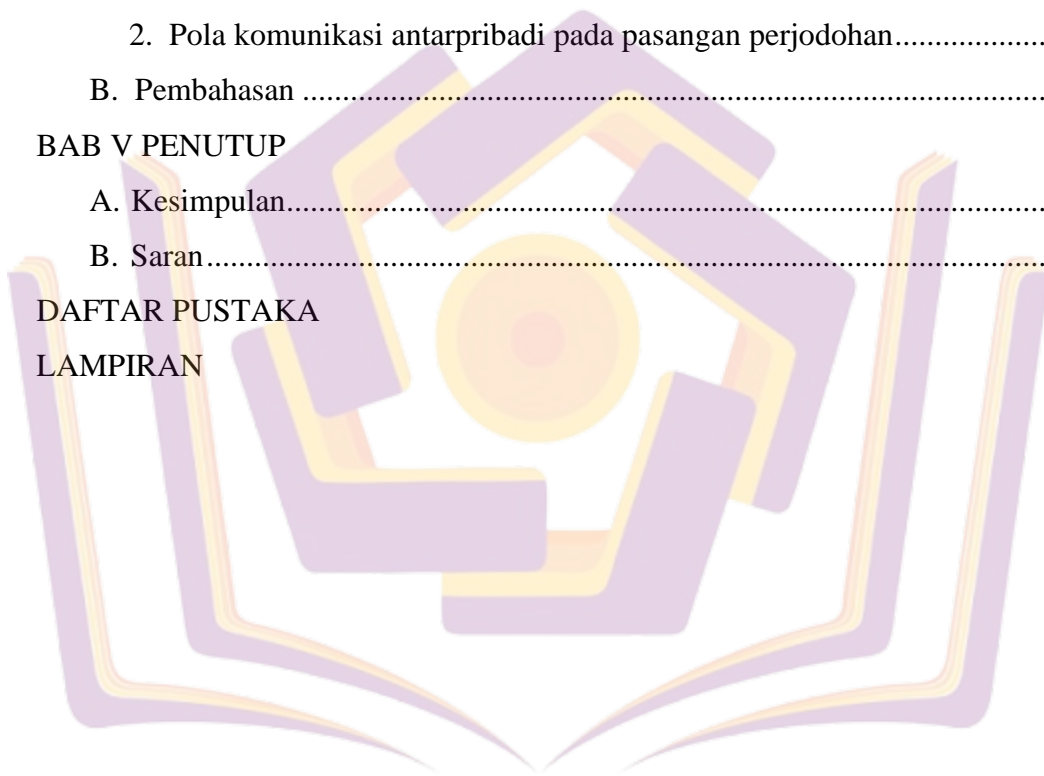 2. Pola komunikasi antarpribadi pada pasangan perjodohan..................
B. Pembahasan ............................................................................................
BAB V PENUTUP
A. Kesimpulan..............................................................................................
B. Saran........................................................................................................
DAFTAR PUSTAKA
LAMPIRAN